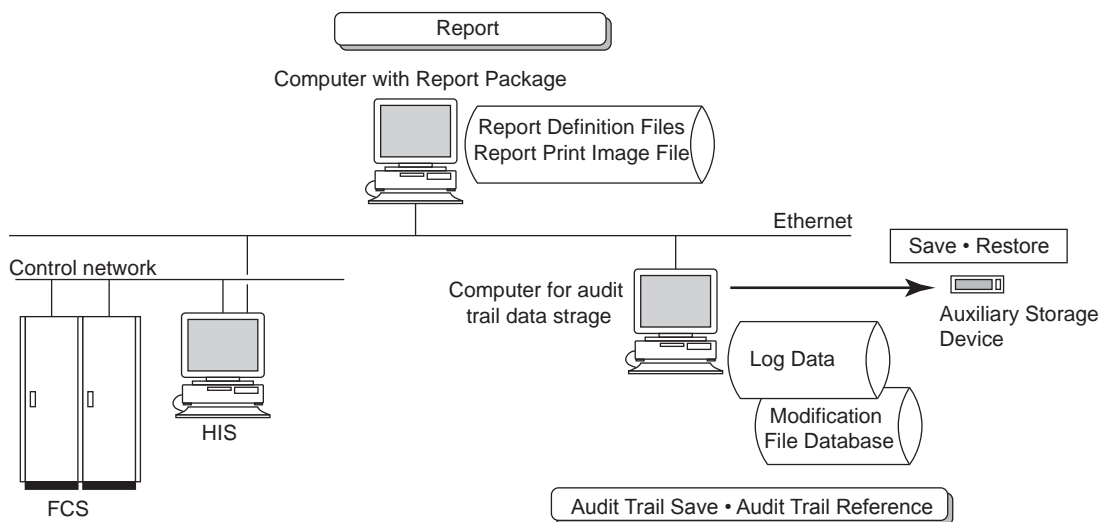 Report
Computer with Report Package
Report Definition Files
Report Print Image File
Ethernet
Save • Restore
Control network
Computer for audit
trail data strage
Auxiliary Storage
Device
Log Data
Modification
File Database
HIS
FCS
Audit Trail Save • Audit Trail Reference